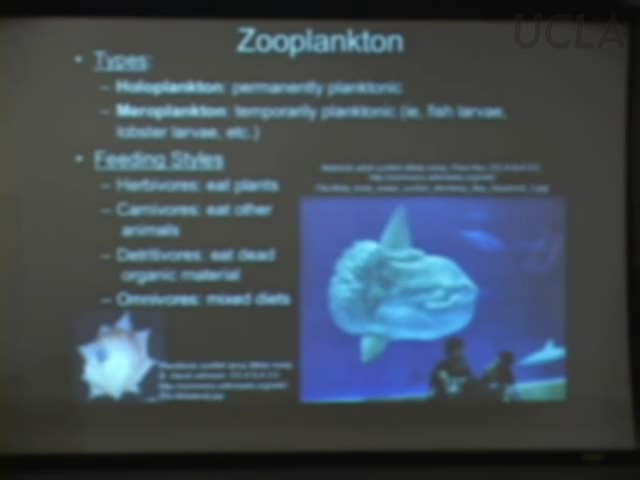 UCLA
Zooplankton
• Types:
– Holoplankton: permanently planktonic
– Meroplankton: temporarily planktonic (ie, fish larvae,
lobster larvae, etc.)
• Feeding Styles
– Herbivores: eat plants
– Carnivores: eat other
animals
– Detritivores: eat dead
organic material
– Omnivores: mixed diets